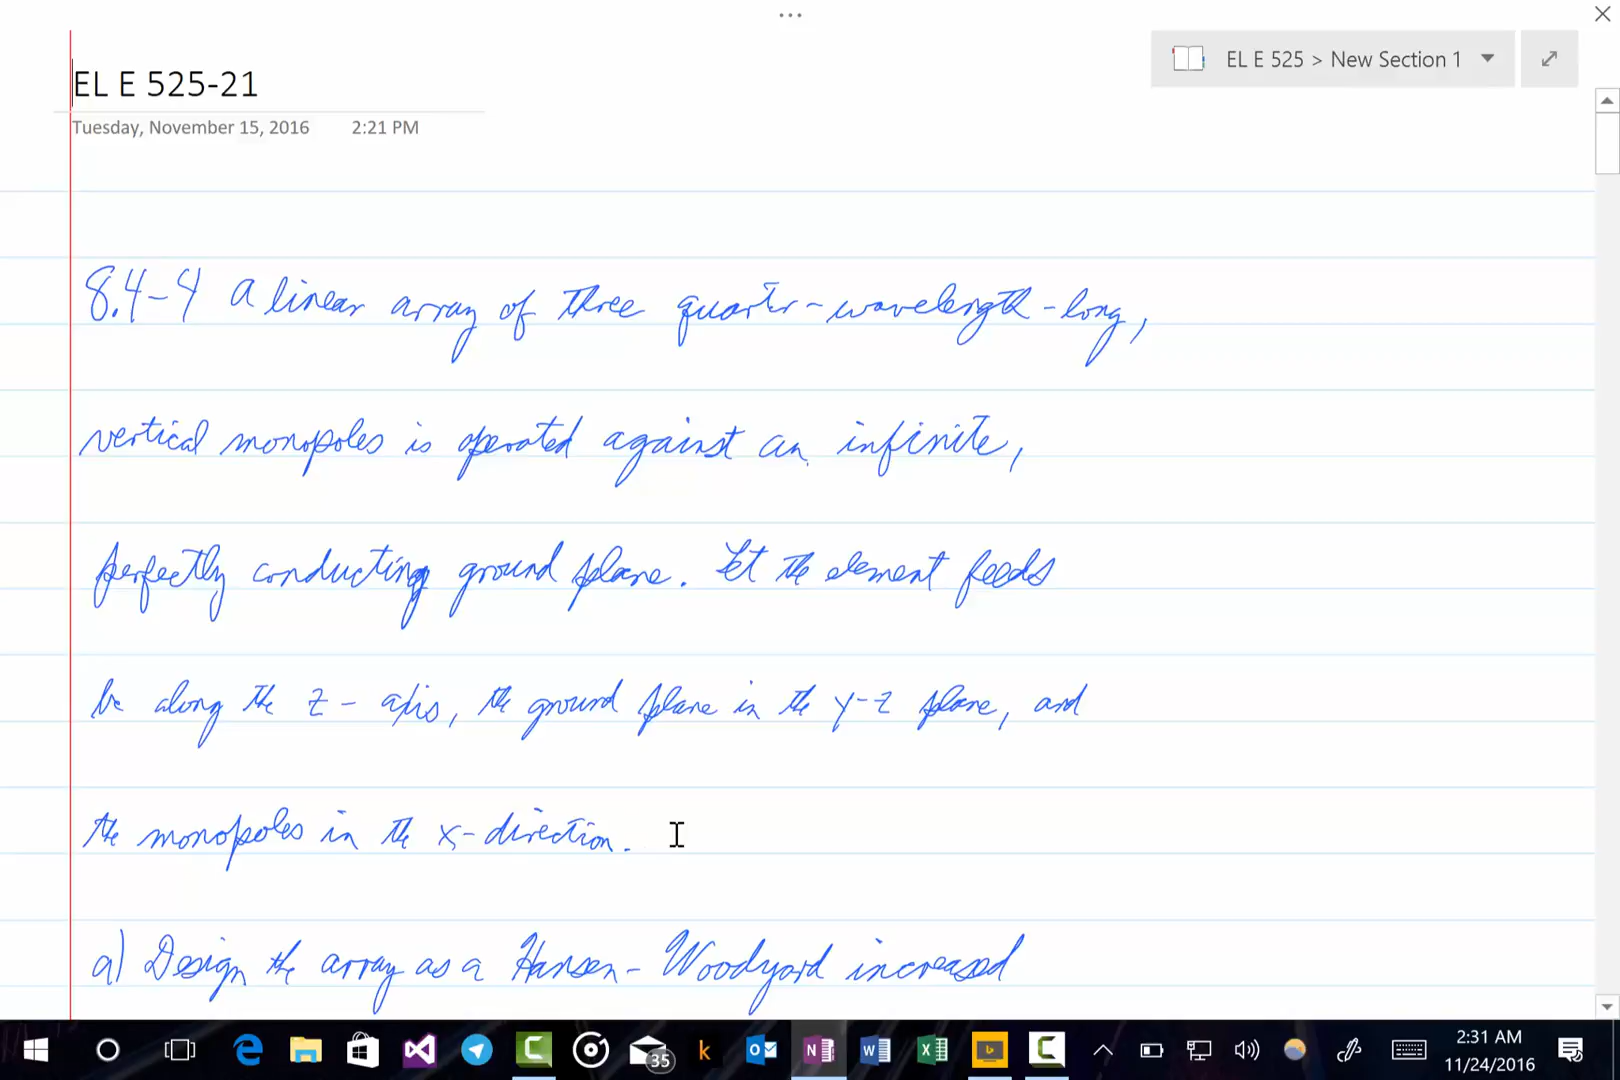 EL E 525 > New Section 1
EL E 525-21
Tuesday, November 15, 2016 2:21 PM
8.4-4 A linear array of three quarter-wavelength-long,
vertical monopoles is operated against an infinite,
perfectly conducting ground plane. Let the element feeds
be along the z-axis, the ground plane in the y-z plane, and
the monopoles in the x-direction.
a) Design the array as a Hansen-Woodyard increased
35
2:31 AM
11/24/2016